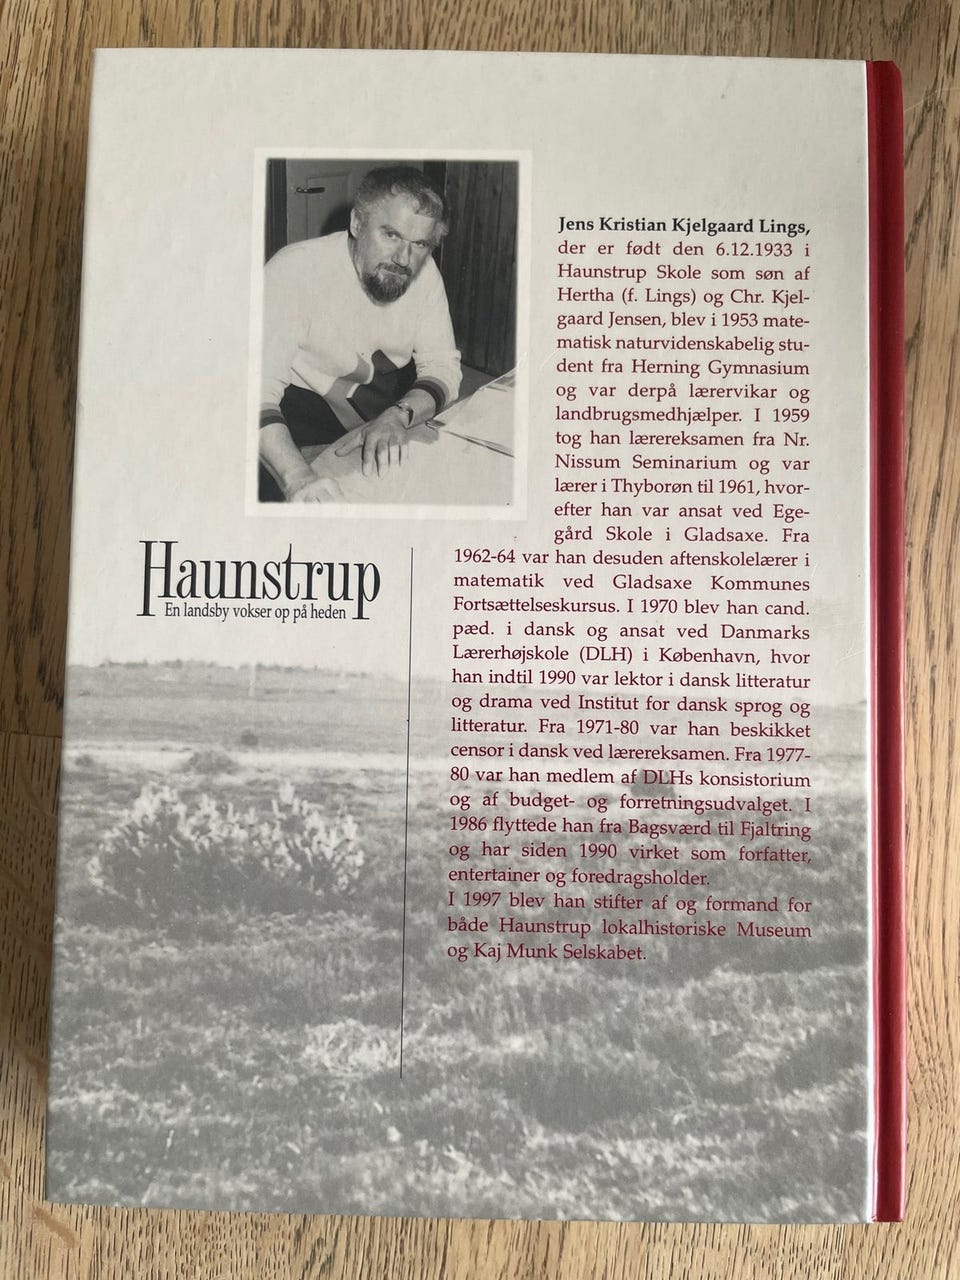 Jens Kristian Kjelgaard Lings,
der er født den 6.12.1933 i
Haunstrup Skole som søn af
Hertha (f. Lings) og Chr. Kjel-
gaard Jensen, blev i 1953 mate-
matisk naturvidenskabelig stu-
dent fra Herning Gymnasium
og var derpå lærervikar og
landbrugsmedhjælper. I 1959
tog han lærereksamen fra Nr.
Nissum Seminarium og var
lærer i Thyborøn til 1961, hvor-
efter han var ansat ved Ege-
gård Skole i Gladsaxe. Fra
1962-64 var han desuden aftenskolelærer i
matematik ved Gladsaxe Kommunes
Fortsættelseskursus. I 1970 blev han cand.
pæd. i dansk og ansat ved Danmarks
Lærerhøjskole (DLH) i København, hvor
han indtil 1990 var lektor i dansk litteratur
og drama ved Institut for dansk sprog og
litteratur. Fra 1971-80 var han beskikket
censor i dansk ved lærereksamen. Fra 1977-
80 var han medlem af DLHs konsistorium
og af budget- og forretningsudvalget. I
1986 flyttede han fra Bagsværd til Fjaltring
og har siden 1990 virket som forfatter,
entertainer og foredragsholder.
I 1997 blev han stifter af og formand for
både Haunstrup lokalhistoriske Museum
og Kaj Munk Selskabet.
Haunstrup
En landsby vokser op på heden